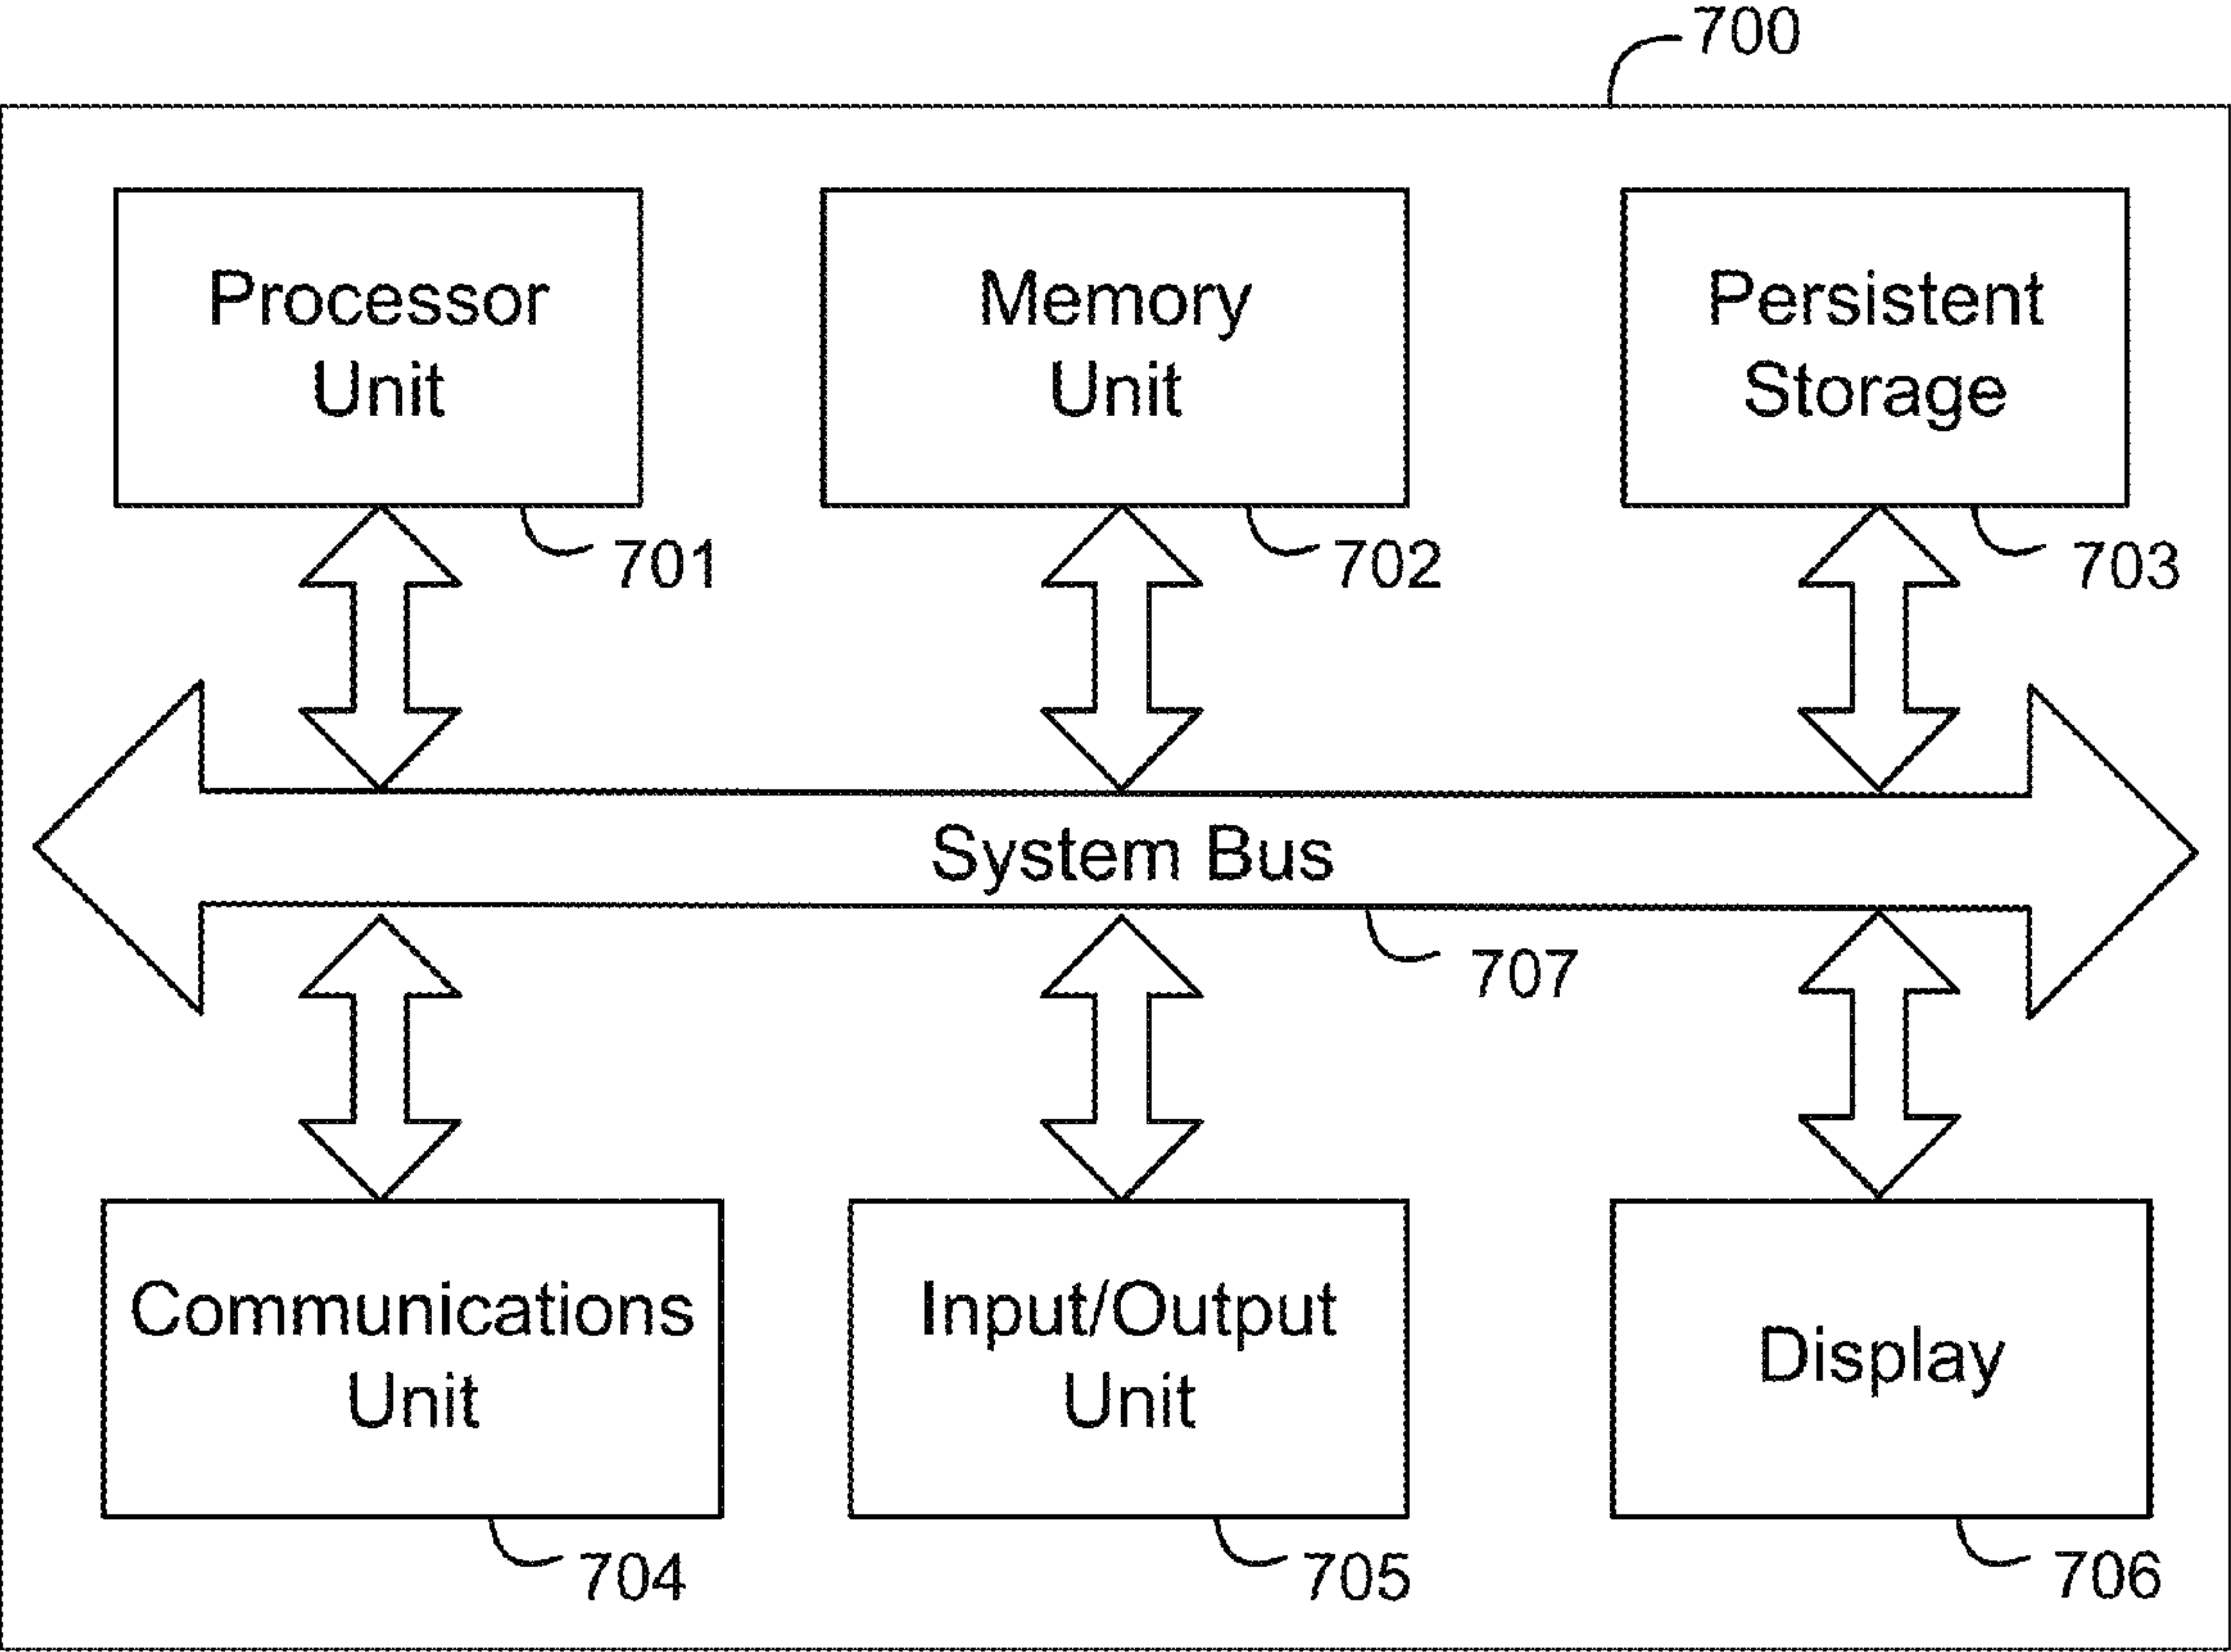 700
Processor
Unit
701
Memory
Unit
702
Persistent
Storage
703
System Bus
707
Communications
Unit
704
Input/Output
Unit
705
Display
706